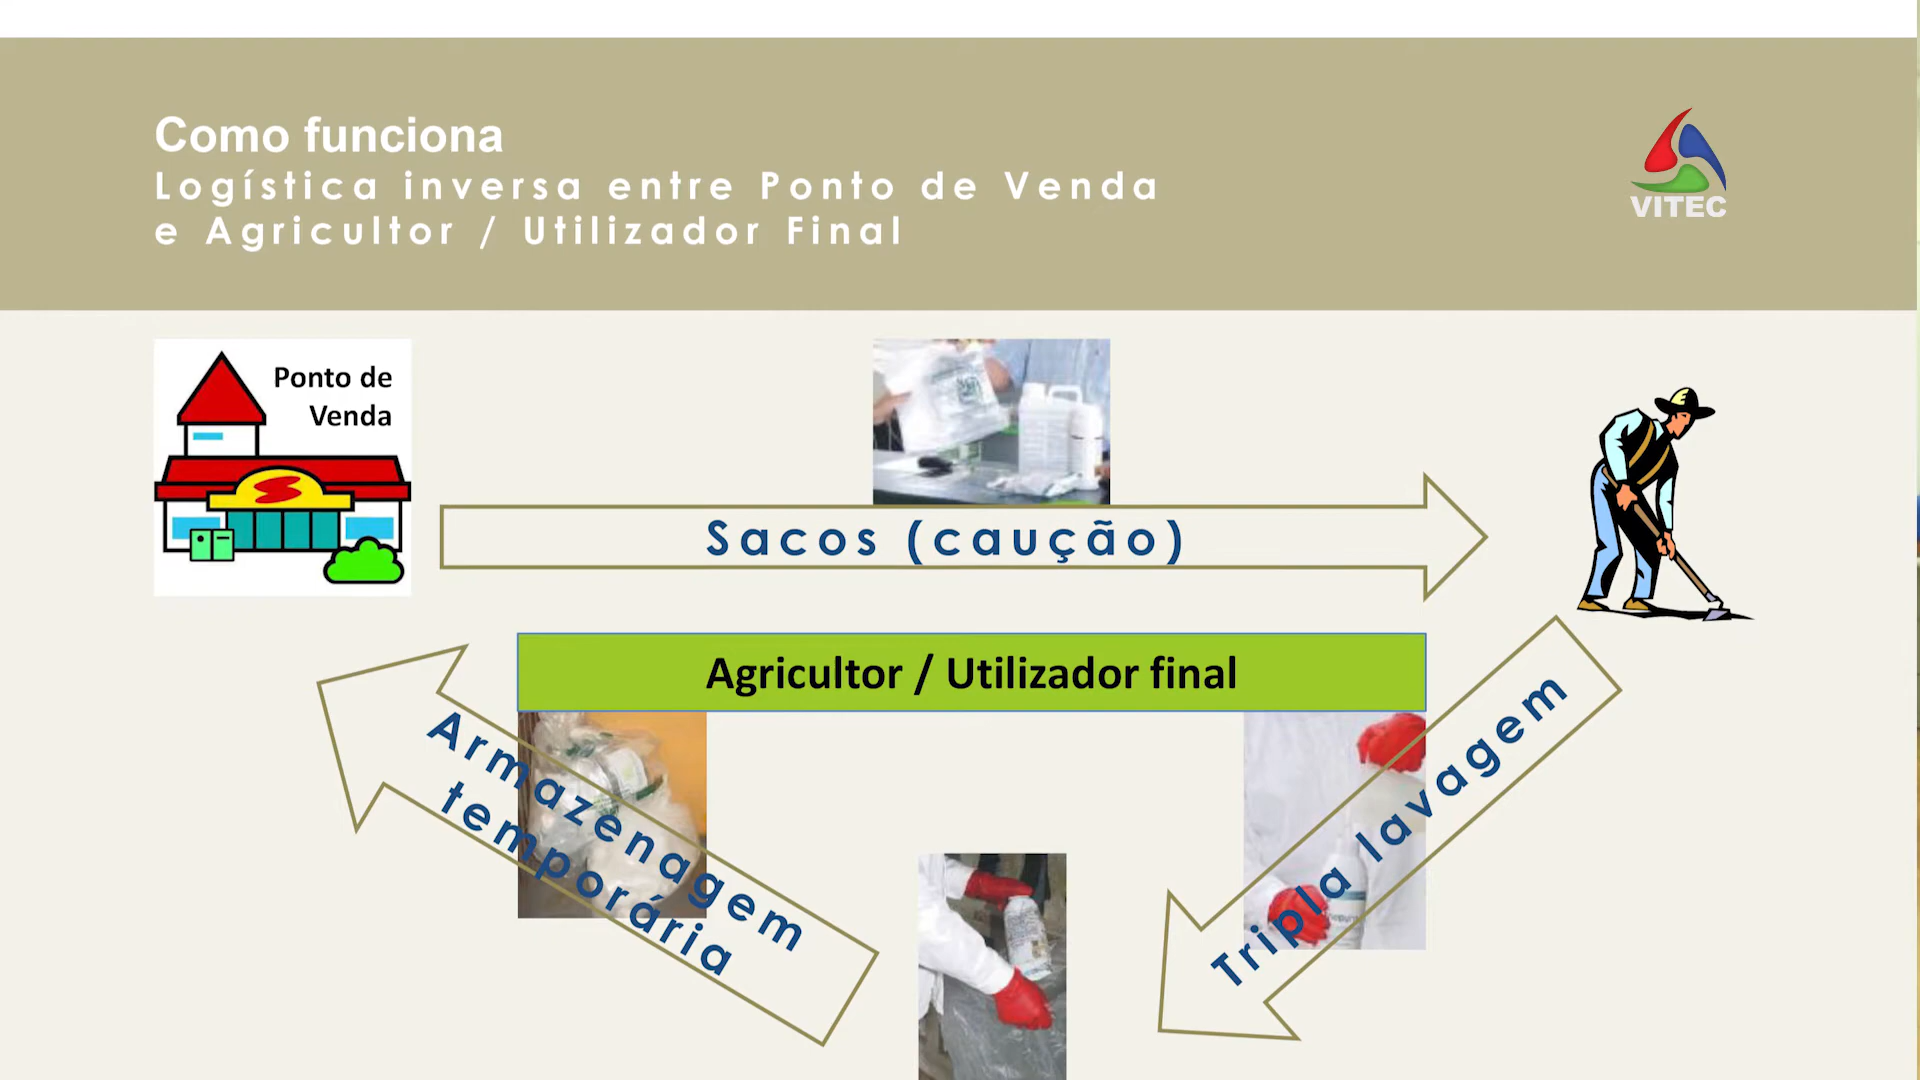 Como funciona
Logística inversa entre Ponto de Venda
e Agricultor / Utilizador Final
VITEC
Ponto de
Venda
Sacos (caução)
Agricultor / Utilizador final
Armazenagem
temporária
Tripla lavagem